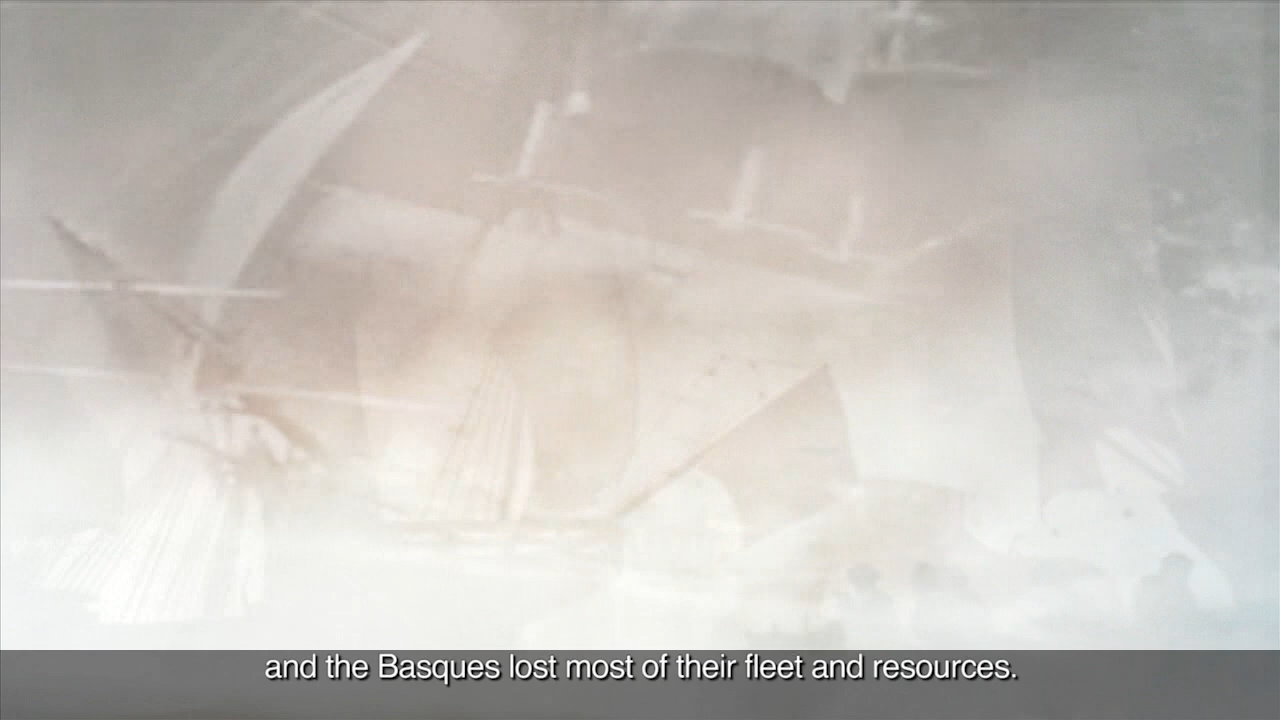 and the Basques lost most of their fleet and resources.